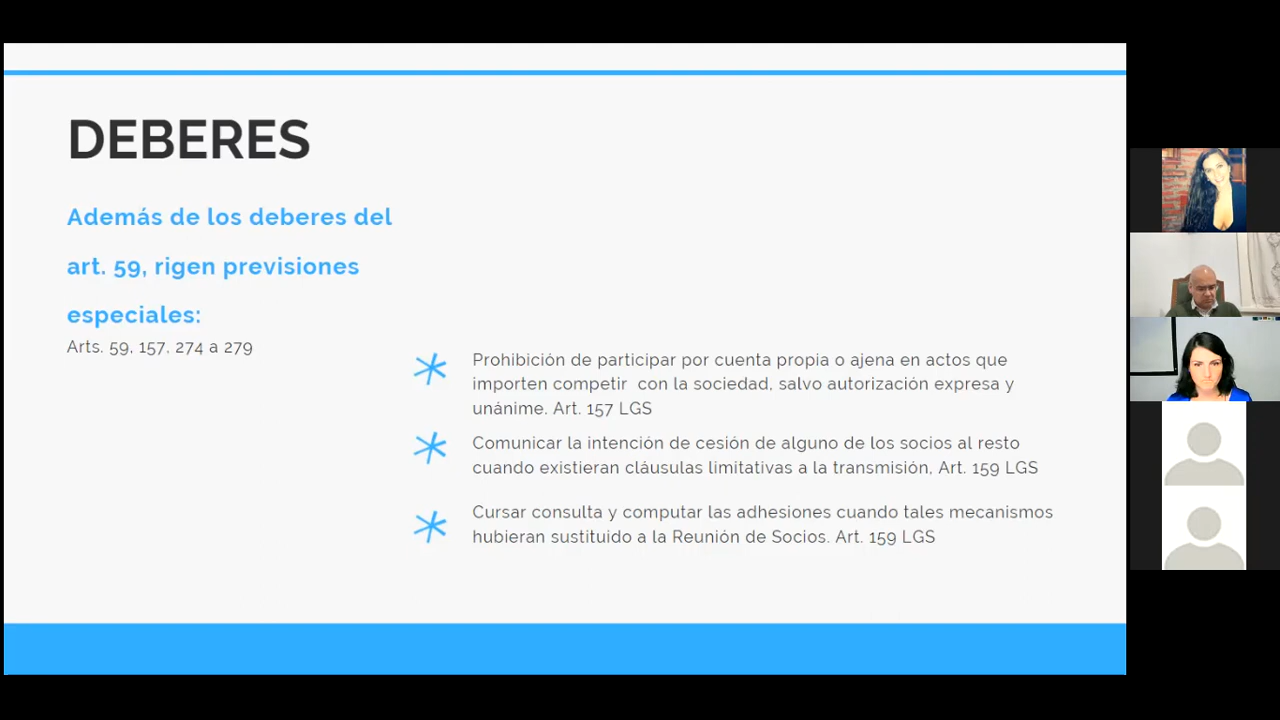 DEBERES
Además de los deberes del
art. 59, rigen previsiones
especiales:
Arts. 59, 157, 274 a 279
Prohibición de participar por cuenta propia o ajena en actos que
importen competir con la sociedad, salvo autorización expresa y
unánime. Art. 157 LGS
Comunicar la intención de cesión de alguno de los socios al resto
cuando existieran cláusulas limitativas a la transmisión, Art. 159 LGS
Cursar consulta y computar las adhesiones cuando tales mecanismos
hubieran sustituido a la Reunión de Socios. Art. 159 LGS